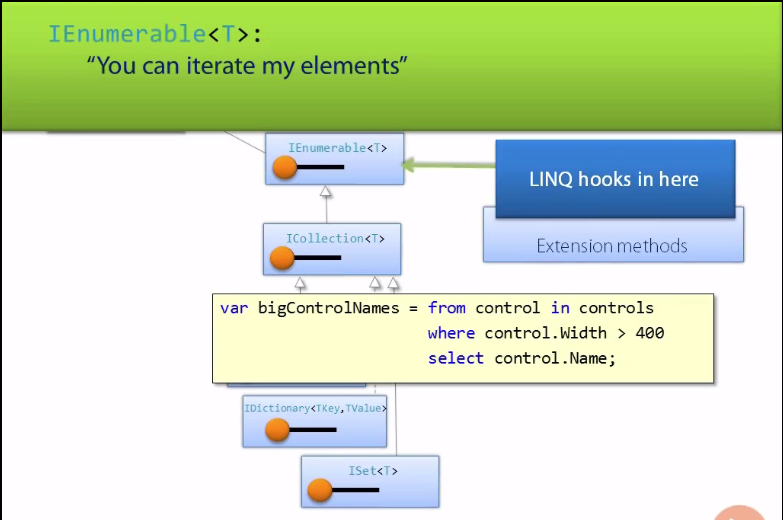 IEnumerable<T>:
“You can iterate my elements”
IEnumerable<T>
LINQ hooks in here
ICollection<T>
Extension methods
var bigControlNames = from control in controls
where control.Width > 400
select control.Name;
IDictionary<TKey,TValue>
ISet<T>